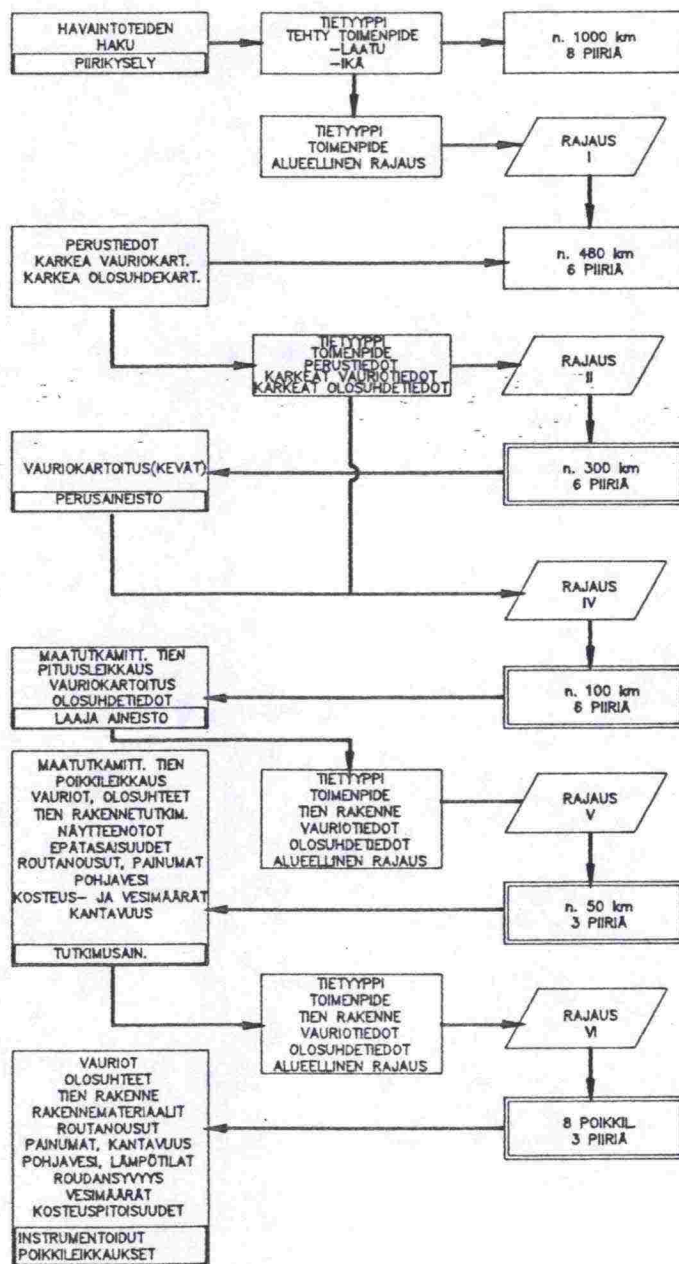 HAVAINTOTEIDEN
HAKU
PIIRIKYSELY
TIETYYPPI
TEHTY TOIMENPIDE
-LAATU
-IKÄ
n. 1000 km
8 PIIRIÄ
TIETYYPPI
TOIMENPIDE
ALUEELLINEN RAJAUS
RAJAUS
I
PERUSTIEDOT
KARKEA VAURIOKART.
KARKEA OLOSUHDEKART.
n. 480 km
6 PIIRIÄ
TIETYYPPI
TOIMENPIDE
PERUSTIEDOT
KARKEAT VAURIOTIEDOT
KARKEAT OLOSUHDETIEDOT
RAJAUS
II
VAURIOKARTOITUS(KEVÄT)
PERUSAINEISTO
n. 300 km
6 PIIRIÄ
RAJAUS
IV
MAATUTKAMITT. TIEN
PITUUSLEIKKAUS
VAURIOKARTOITUS
OLOSUHDETIEDOT
LAAJA AINEISTO
n. 100 km
6 PIIRIÄ
MAATUTKAMITT. TIEN
POIKKILEIKKAUS
VAURIOT, OLOSUHTEET
TIEN RAKENNETUTKIM.
NÄYTTEENOTOT
EPÄTASAISUUDET
ROUTANOUSUT, PAINUMAT
POHJAVESI
KOSTEUS- JA VESIMÄÄRÄT
KANTAVUUS
TUTKIMUSAIN.
TIETYYPPI
TOIMENPIDE
TIEN RAKENNE
VAURIOTIEDOT
OLOSUHDETIEDOT
ALUEELLINEN RAJAUS
RAJAUS
V
n. 50 km
3 PIIRIÄ
TIETYYPPI
TOIMENPIDE
TIEN RAKENNE
VAURIOTIEDOT
OLOSUHDETIEDOT
ALUEELLINEN RAJAUS
RAJAUS
VI
VAURIOT
OLOSUHTEET
TIEN RAKENNE
RAKENNEMATERIAALIT
ROUTANOUSUT
PAINUMAT, KANTAVUUS
POHJAVESI, LÄMPÖTILAT
ROUDANSYVYYS
VESIMÄÄRÄT
KOSTEUSPITOISUUDET
INSTRUMENTOIDUT
POIKKILEIKKAUKSET
8 POIKKIL.
3 PIIRIÄ